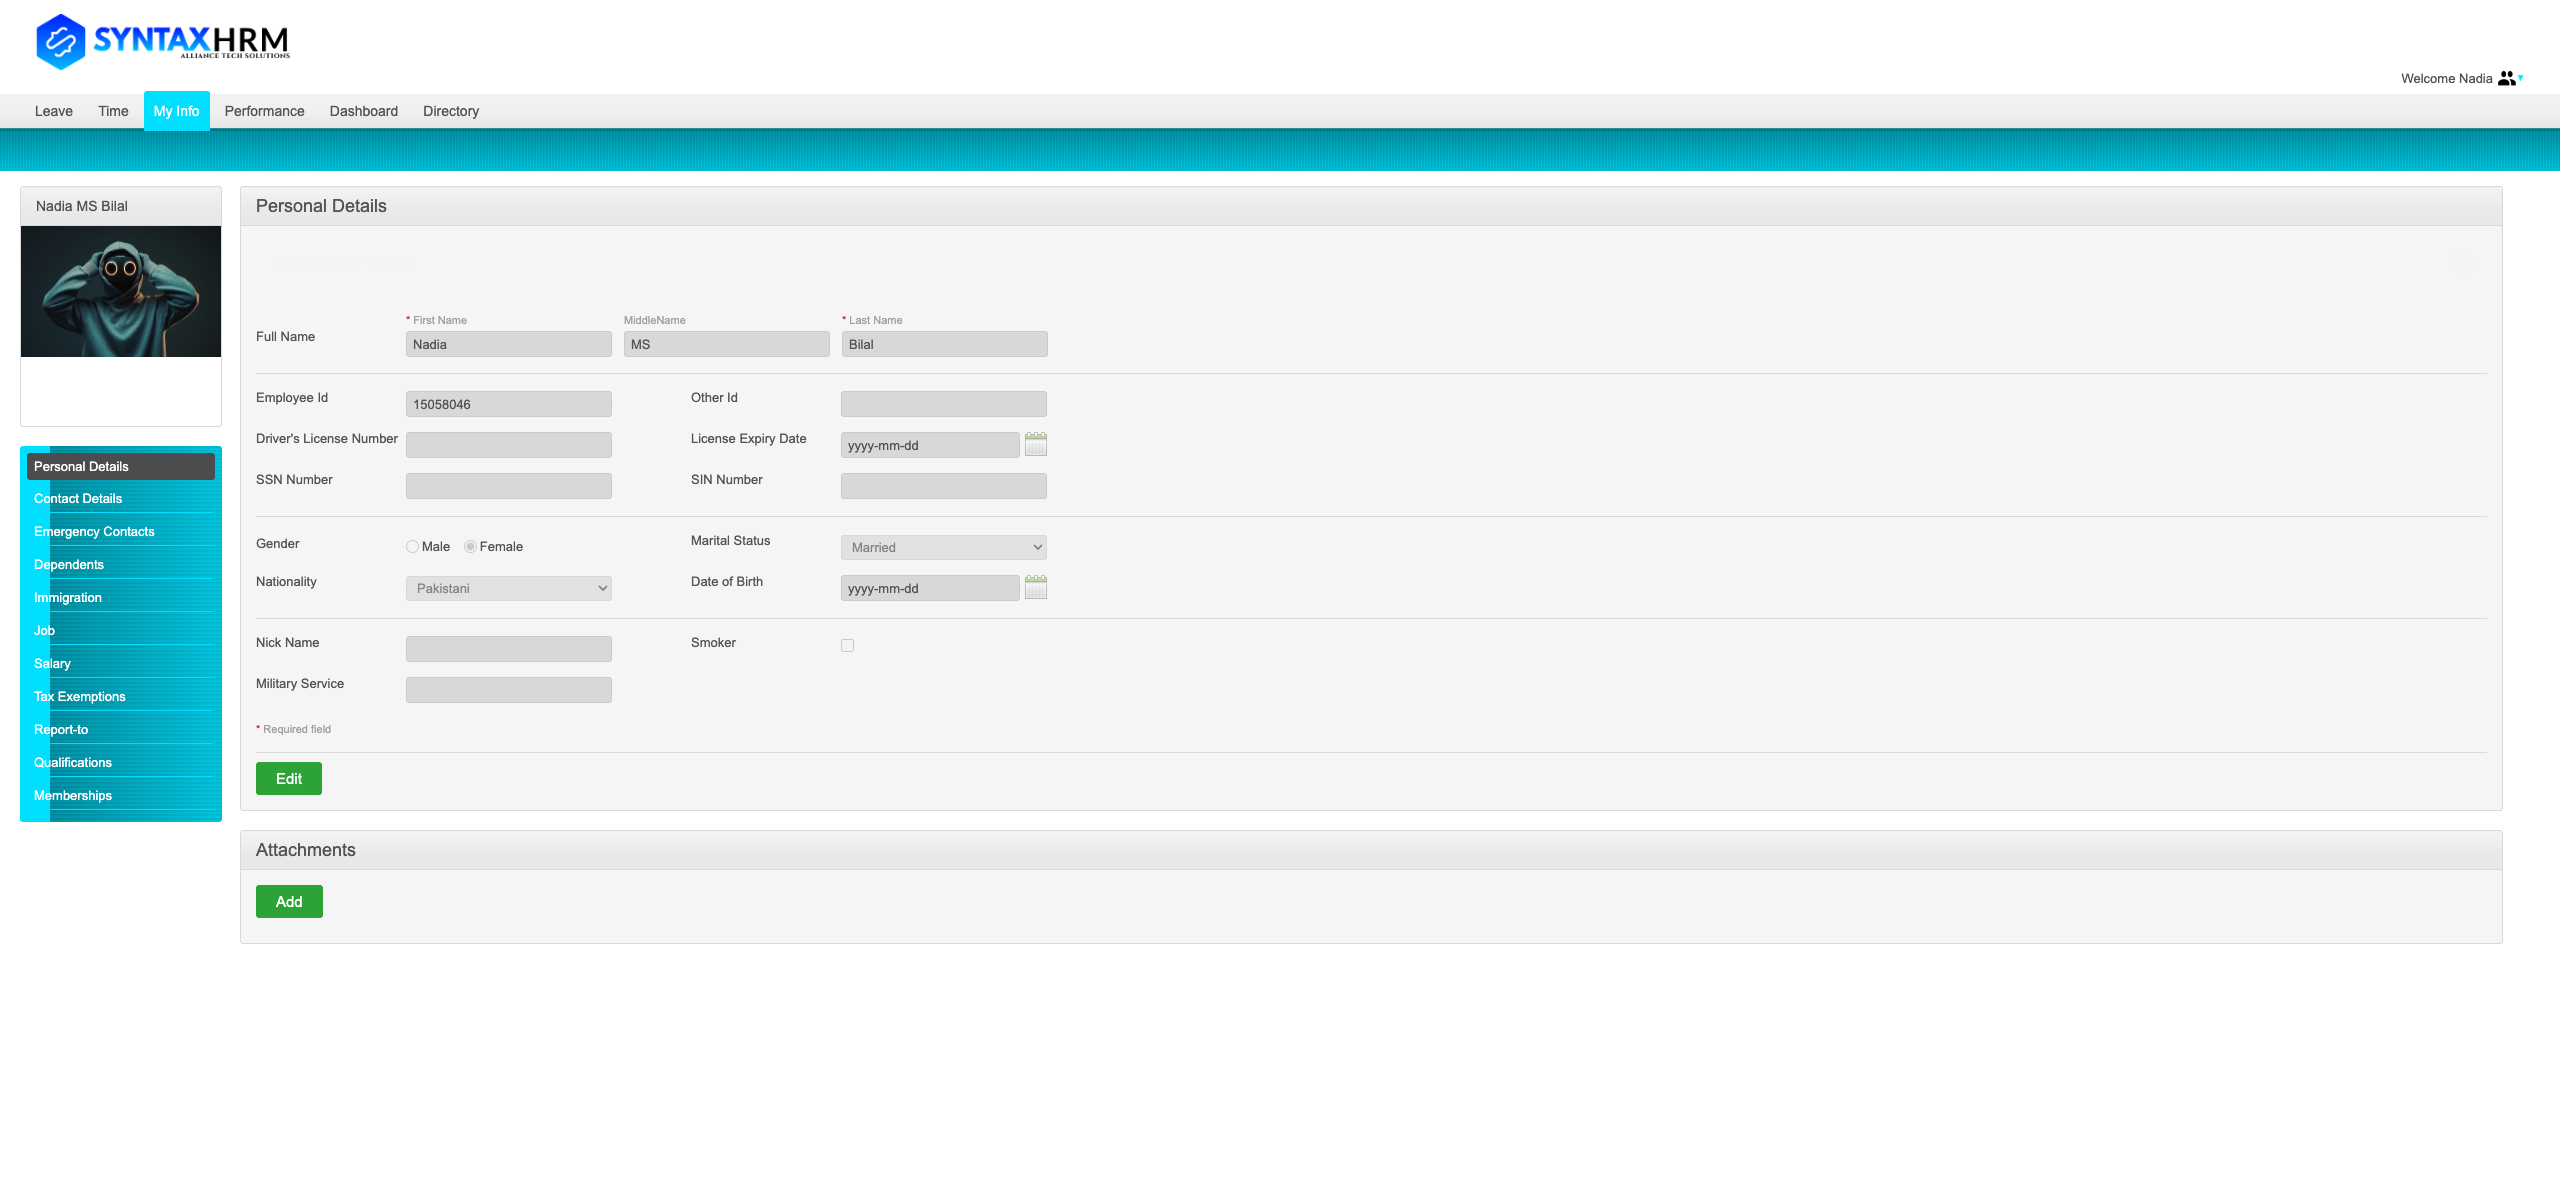 SYNTAXHRM
ALLIANCE TECH SOLUTIONS
Welcome Nadia
Leave Time My Info Performance Dashboard Directory
Nadia MS Bilal
Personal Details
Contact Details
Emergency Contacts
Dependents
Immigration
Job
Salary
Tax Exemptions
Report-to
Qualifications
Memberships
Personal Details
* First Name MiddleName * Last Name
Full Name Nadia MS Bilal
Employee Id 15058046 Other Id
Driver's License Number License Expiry Date yyyy-mm-dd
SSN Number SIN Number
Gender Male Female Marital Status Married
Nationality Pakistani Date of Birth yyyy-mm-dd
Nick Name Smoker
Military Service
* Required field
Edit
Attachments
Add